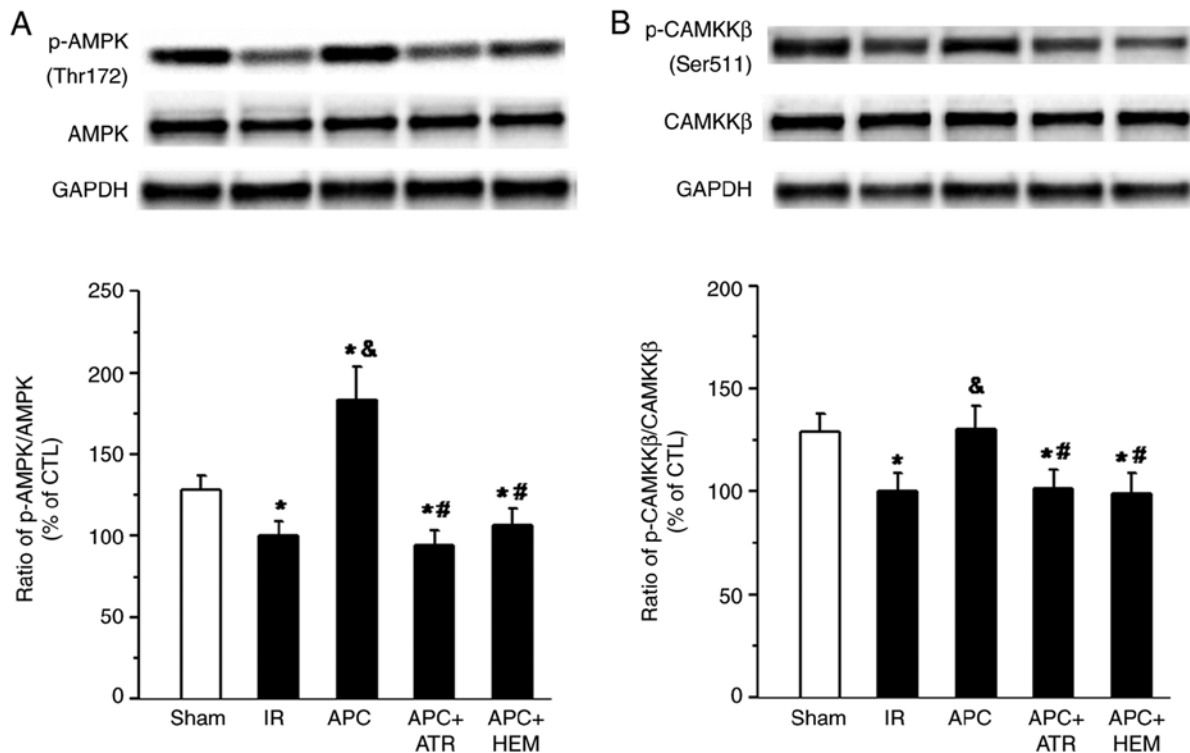 A
p-AMPK
(Thr172)
AMPK
GAPDH
Ratio of p-AMPK/AMPK
(% of CTL)
250
200
150
100
50
0
* &
*
*#
*#
Sham IR APC APC+ APC+
ATR HEM
B
p-CAMKKβ
(Ser511)
CAMKKβ
GAPDH
Ratio of p-CAMKKβ/CAMKKβ
(% of CTL)
200
150
100
50
0
&
*
*#
*#
Sham IR APC APC+ APC+
ATR HEM